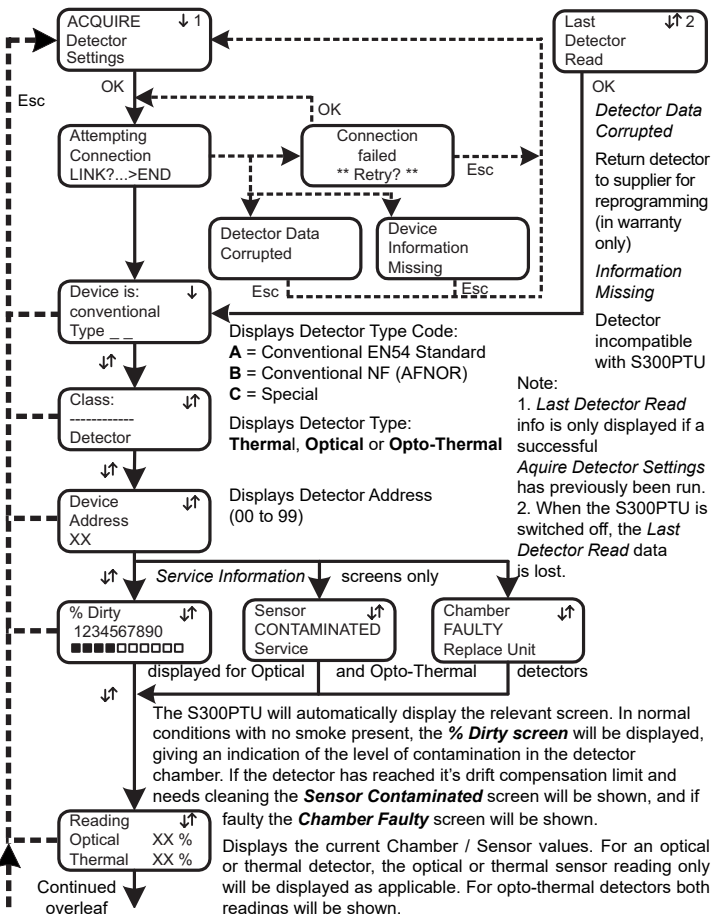 ACQUIRE ↓ 1
Detector
Settings
Last ↓↑ 2
Detector
Read
Esc
OK
OK
OK
Attempting
Connection
LINK?...>END
Connection
failed
** Retry? **
Esc
Detector Data
Corrupted
Device
Information
Missing
Esc
Esc
Detector Data
Corrupted
Return detector
to supplier for
reprogramming
(in warranty
only)
Information
Missing
Detector
incompatible
with S300PTU
Device is: ↓
conventional
Type _ _
Displays Detector Type Code:
A = Conventional EN54 Standard
B = Conventional NF (AFNOR)
C = Special
↓↑
Class: ↓↑
------------
Detector
Displays Detector Type:
Thermal, Optical or Opto-Thermal
Note:
1. Last Detector Read
info is only displayed if a
successful
Aquire Detector Settings
has previously been run.
2. When the S300PTU is
switched off, the Last
Detector Read data
is lost.
↓↑
Device ↓↑
Address
XX
Displays Detector Address
(00 to 99)
↓↑
Service Information screens only
% Dirty ↓↑
1234567890
■■■■□□□□□□
Sensor ↓↑
CONTAMINATED
Service
Chamber ↓↑
FAULTY
Replace Unit
displayed for Optical and Opto-Thermal detectors
↓↑
The S300PTU will automatically display the relevant screen. In normal
conditions with no smoke present, the % Dirty screen will be displayed,
giving an indication of the level of contamination in the detector
chamber. If the detector has reached it's drift compensation limit and
needs cleaning the Sensor Contaminated screen will be shown, and if
faulty the Chamber Faulty screen will be shown.
Reading ↓↑
Optical XX %
Thermal XX %
Displays the current Chamber / Sensor values. For an optical
or thermal detector, the optical or thermal sensor reading only
will be displayed as applicable. For opto-thermal detectors both
readings will be shown.
Continued
overleaf